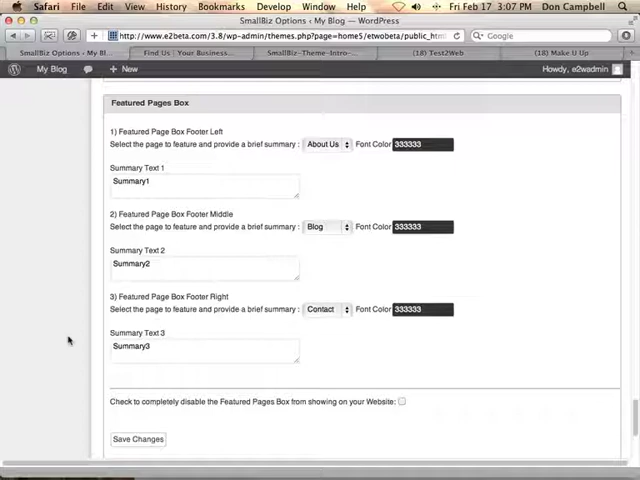 Safari File Edit View History Bookmarks Develop Window Help Fri Feb 17 3:07 PM Don Campbell
SmallBiz Options ‹ My Blog — WordPress
http://www.e2beta.com/3.8/wp-admin/themes.php?page=home5/etwobeta/public_htm Google
SmallBiz Options ‹ My Bl... Find Us | Your Business... SmallBiz-Theme-Intro-... (18) Test2Web (18) Make U Up
My Blog + New Howdy, e2wadmin
Featured Pages Box
1) Featured Page Box Footer Left
Select the page to feature and provide a brief summary : About Us Font Color 333333
Summary Text 1
Summary1
2) Featured Page Box Footer Middle
Select the page to feature and provide a brief summary : Blog Font Color 333333
Summary Text 2
Summary2
3) Featured Page Box Footer Right
Select the page to feature and provide a brief summary : Contact Font Color 333333
Summary Text 3
Summary3
Check to completely disable the Featured Pages Box from showing on your Website:
Save Changes